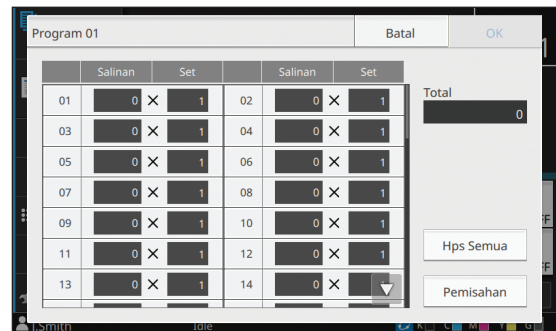 Program 01 Batal OK
Salinan Set Salinan Set
Total
01 0 × 1 02 0 × 1
0
03 0 × 1 04 0 × 1
05 0 × 1 06 0 × 1
07 0 × 1 08 0 × 1
09 0 × 1 10 0 × 1
11 0 × 1 12 0 × 1
Hps Semua
13 0 × 1 14 0 ×
Pemisahan
I.Smith Idle K C M Y G